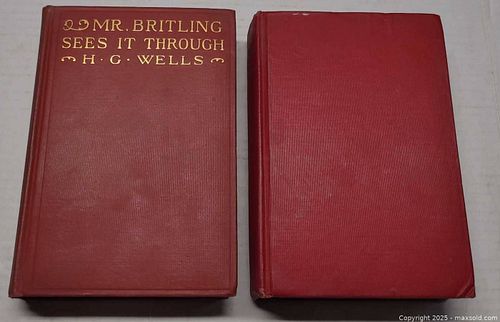 MR. BRITLING
SEES IT THROUGH
H · G · WELLS
Copyright 2025 - maxsold.com